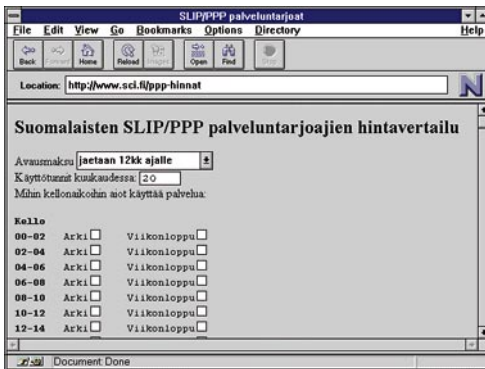 SLIP/PPP palveluntarjoat
File Edit View Go Bookmarks Options Directory Help
Back Forward Home Reload Images Open Find Stop
Location: http://www.sci.fi/ppp-hinnat
N
Suomalaisten SLIP/PPP palveluntarjoajien hintavertailu
Avausmaksu jaetaan 12kk ajalle
Käyttötunnit kuukaudessa: 20
Mihin kellonaikoihin aiot käyttää palvelua:
Kello
00-02 Arki Viikonloppu
02-04 Arki Viikonloppu
04-06 Arki Viikonloppu
06-08 Arki Viikonloppu
08-10 Arki Viikonloppu
10-12 Arki Viikonloppu
12-14 Arki Viikonloppu
Document: Done